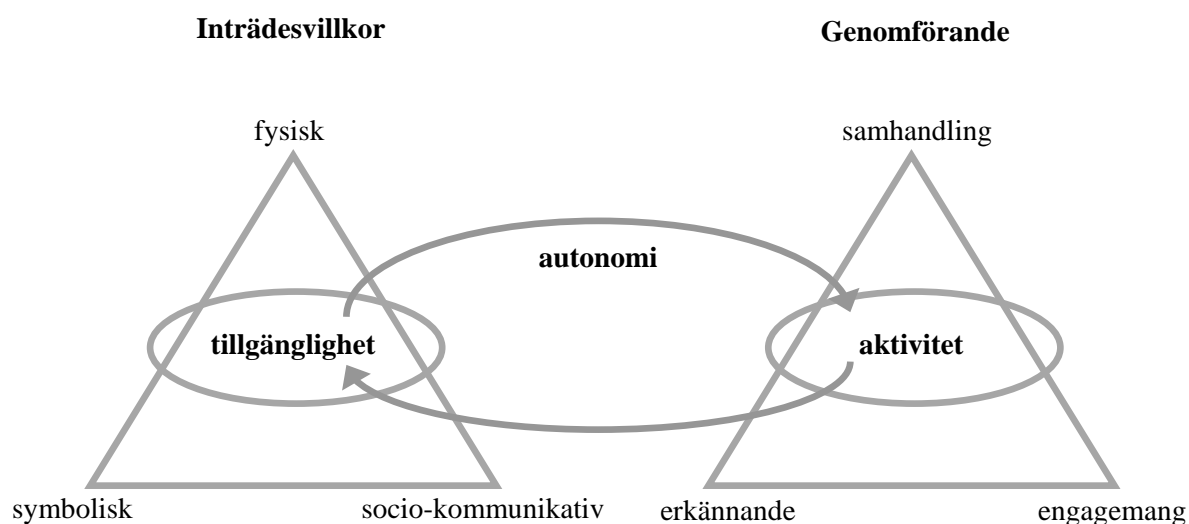 Inträdesvillkor
Genomförande
fysisk
samhandling
autonomi
tillgänglighet
aktivitet
symbolisk
socio-kommunikativ
erkännande
engagemang